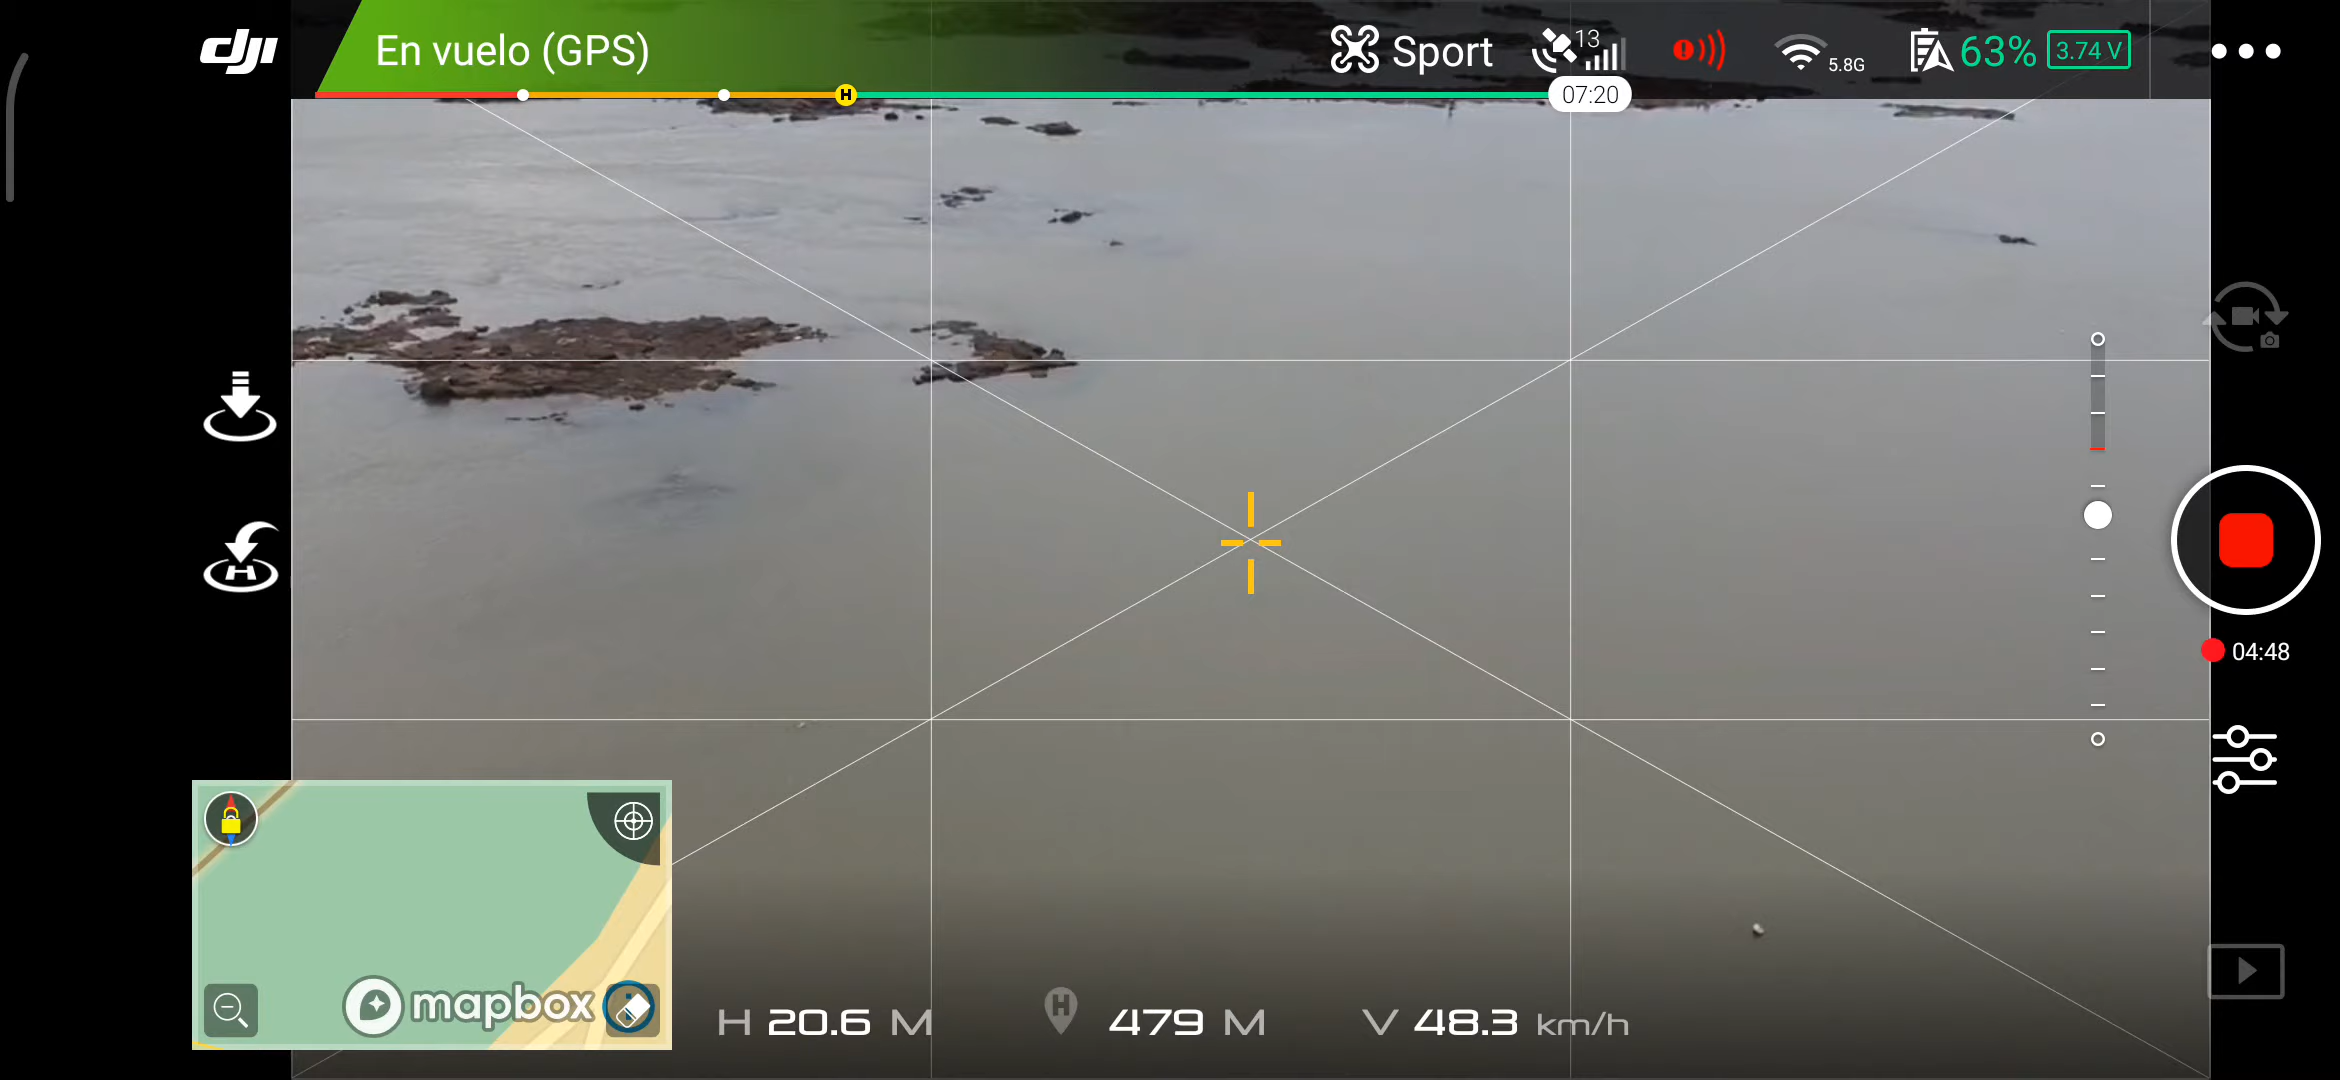 dji
En vuelo (GPS)
Sport
13
5.8G
63%
3.74 V
H
07:20
H
04:48
mapbox
H 20.6 M
H 479 M
V 48.3 km/h